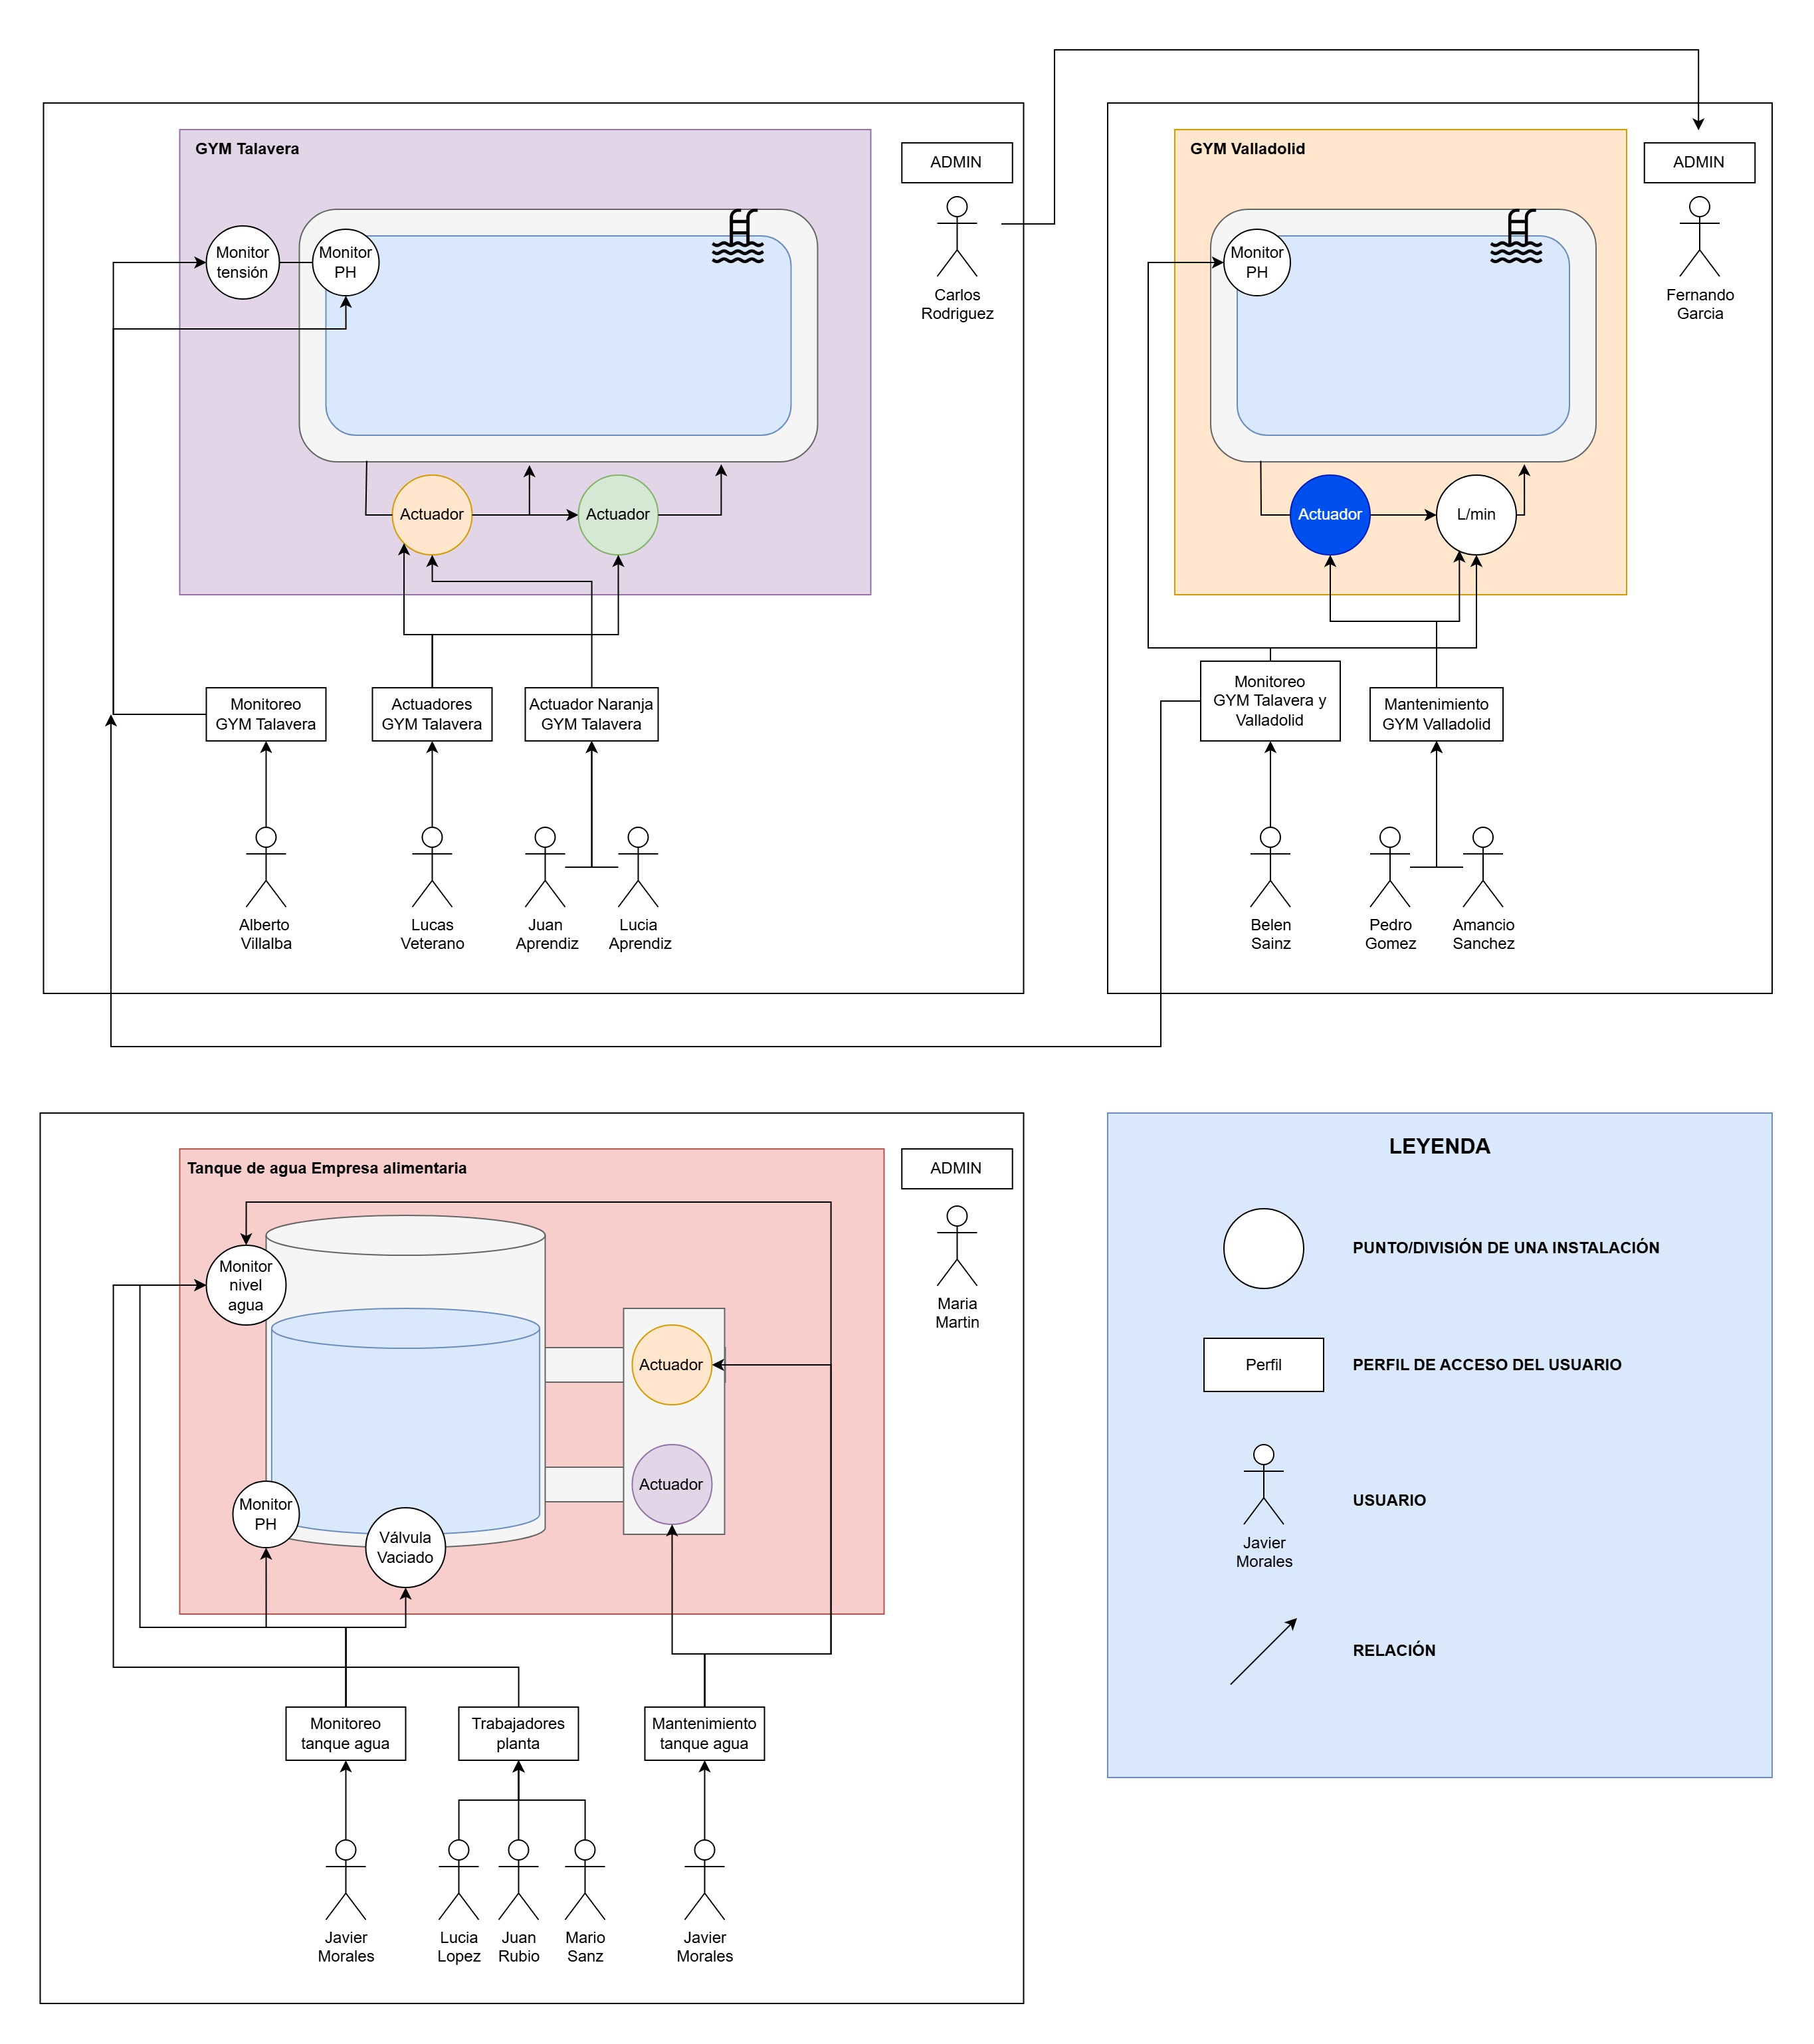 GYM Talavera
ADMIN
Monitor
tensión
Monitor
PH
Carlos
Rodriguez
Actuador
Actuador
Monitoreo
GYM Talavera
Actuadores
GYM Talavera
Actuador Naranja
GYM Talavera
Alberto
Villalba
Lucas
Veterano
Juan
Aprendiz
Lucia
Aprendiz
GYM Valladolid
ADMIN
Monitor
PH
Fernando
Garcia
Actuador
L/min
Monitoreo
GYM Talavera y
Valladolid
Mantenimiento
GYM Valladolid
Belen
Sainz
Pedro
Gomez
Amancio
Sanchez
Tanque de agua Empresa alimentaria
ADMIN
Monitor
nivel
agua
Maria
Martin
Actuador
Actuador
Monitor
PH
Válvula
Vaciado
Monitoreo
tanque agua
Trabajadores
planta
Mantenimiento
tanque agua
Javier
Morales
Lucia
Lopez
Juan
Rubio
Mario
Sanz
Javier
Morales
LEYENDA
PUNTO/DIVISIÓN DE UNA INSTALACIÓN
Perfil
PERFIL DE ACCESO DEL USUARIO
USUARIO
Javier
Morales
RELACIÓN